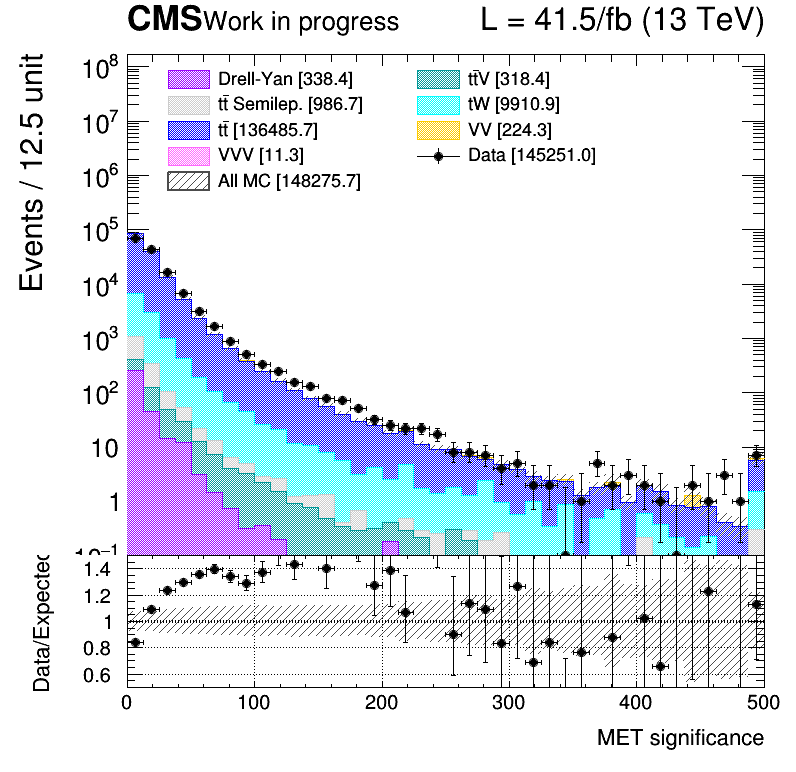 CMS Work in progress L = 41.5/fb (13 TeV)
Events / 12.5 unit
10⁸
10⁷
10⁶
10⁵
10⁴
10³
10²
10
1
10⁻¹
Drell-Yan [338.4]
tt̄ Semilep. [986.7]
tt̄ [136485.7]
VVV [11.3]
All MC [148275.7]
tt̄V [318.4]
tW [9910.9]
VV [224.3]
Data [145251.0]
Data/Expected
1.4
1.2
1
0.8
0.6
0 100 200 300 400 500
MET significance